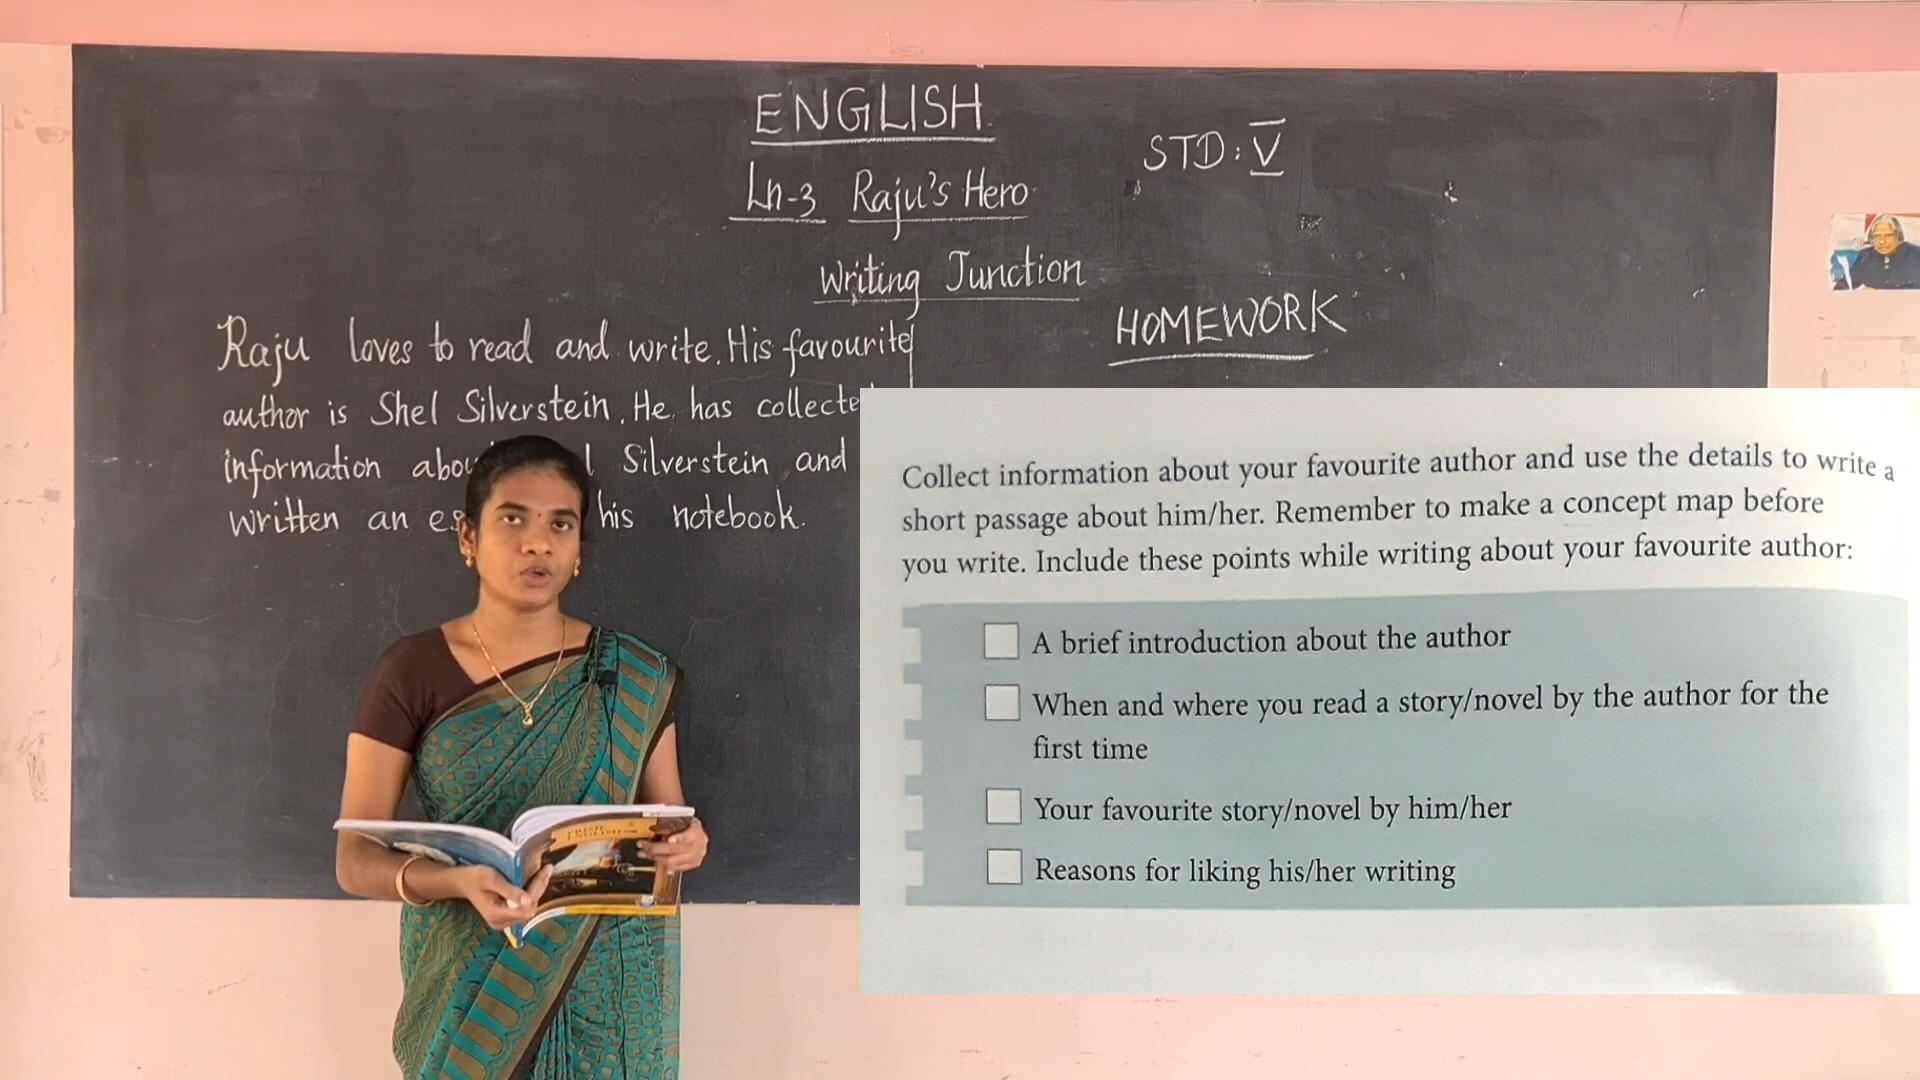 ENGLISH
STD: V
Ln-3 Raju's Hero
Writing Junction
HOMEWORK
Raju loves to read and write. His favourite
author is Shel Silverstein. He has
information Silverstein and
written an his notebook.
Collect information about your favourite author and use the details to write a
short passage about him/her. Remember to make a concept map before
you write. Include these points while writing about your favourite author:
A brief introduction about the author
When and where you read a story/novel by the author for the
first time
Your favourite story/novel by him/her
Reasons for liking his/her writing